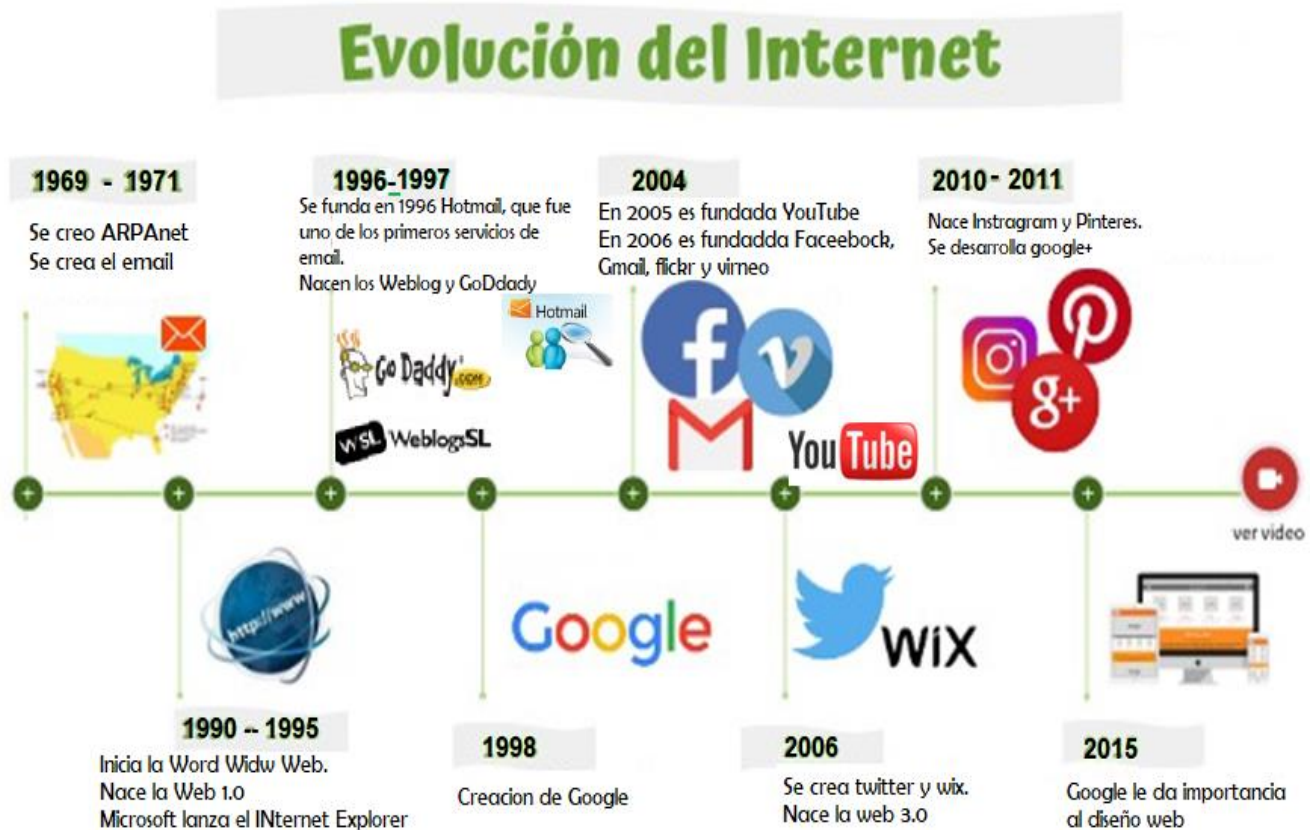 Evolución del Internet
1969 - 1971
Se creo ARPAnet
Se crea el email
1996-1997
Se funda en 1996 Hotmail, que fue
uno de los primeros servicios de
email.
Nacen los Weblog y GoDdady
Hotmail
Go Daddy.com
WSL WeblogsSL
2004
En 2005 es fundada YouTube
En 2006 es fundadda Faceebock,
Gmail, flickr y virneo
f
v
M
YouTube
2010- 2011
Nace Instragram y Pinteres.
Se desarrolla google+
g+
ver video
http://www
1990 -- 1995
Inicia la Word Widw Web.
Nace la Web 1.0
Microsoft lanza el INternet Explorer
Google
1998
Creacion de Google
WiX
2006
Se crea twitter y wix.
Nace la web 3.0
2015
Google le da importancia
al diseño web